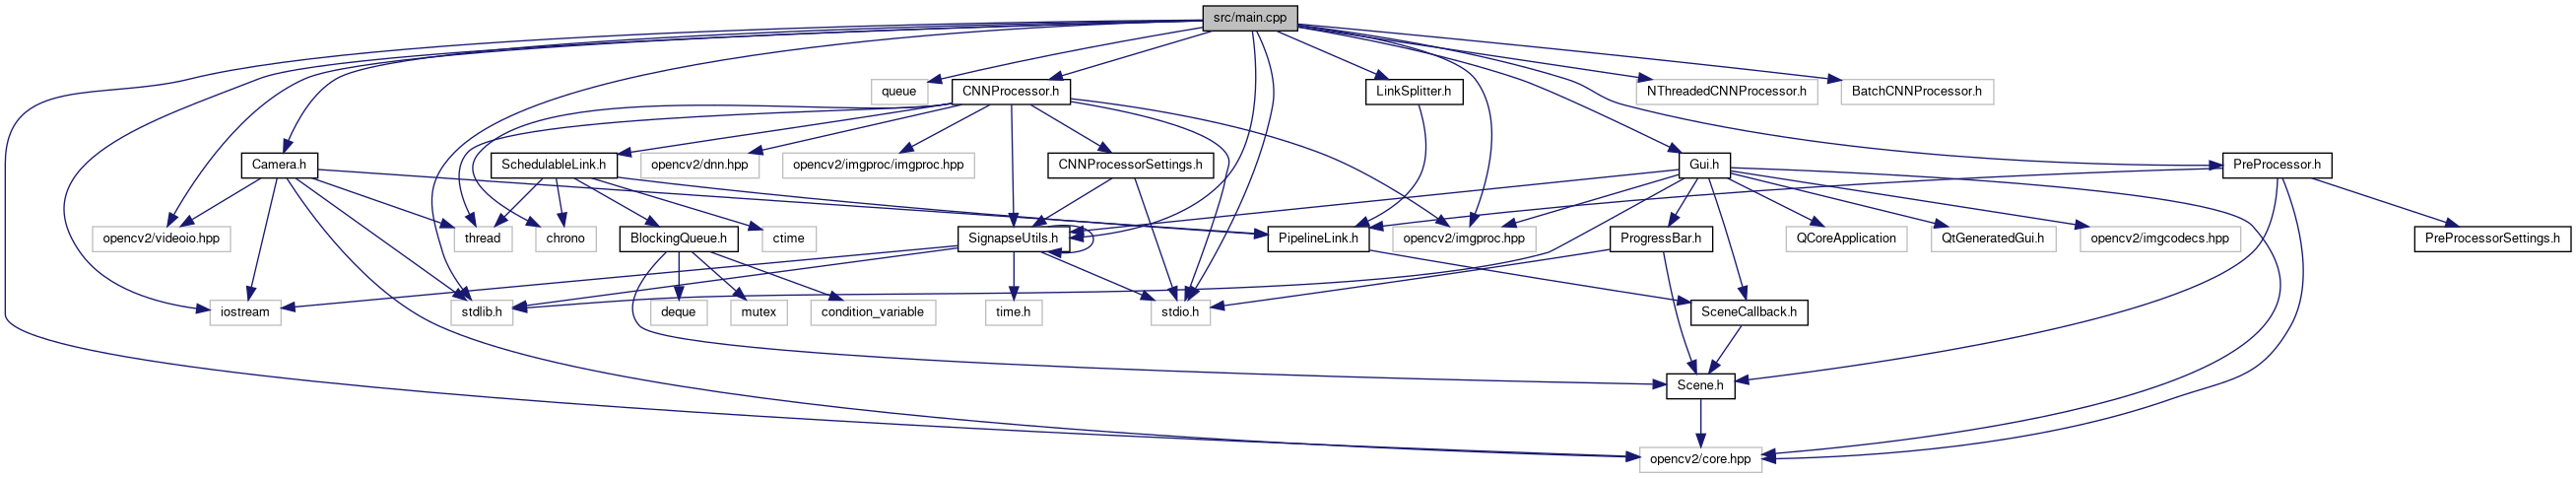 src/main.cpp
queue
CNNProcessor.h
LinkSplitter.h
NThreadedCNNProcessor.h
BatchCNNProcessor.h
Camera.h
SchedulableLink.h
opencv2/dnn.hpp
opencv2/imgproc/imgproc.hpp
CNNProcessorSettings.h
Gui.h
PreProcessor.h
opencv2/videoio.hpp
thread
chrono
BlockingQueue.h
ctime
SignapseUtils.h
PipelineLink.h
opencv2/imgproc.hpp
ProgressBar.h
QCoreApplication
QtGeneratedGui.h
opencv2/imgcodecs.hpp
PreProcessorSettings.h
iostream
stdlib.h
deque
mutex
condition_variable
time.h
stdio.h
SceneCallback.h
Scene.h
opencv2/core.hpp